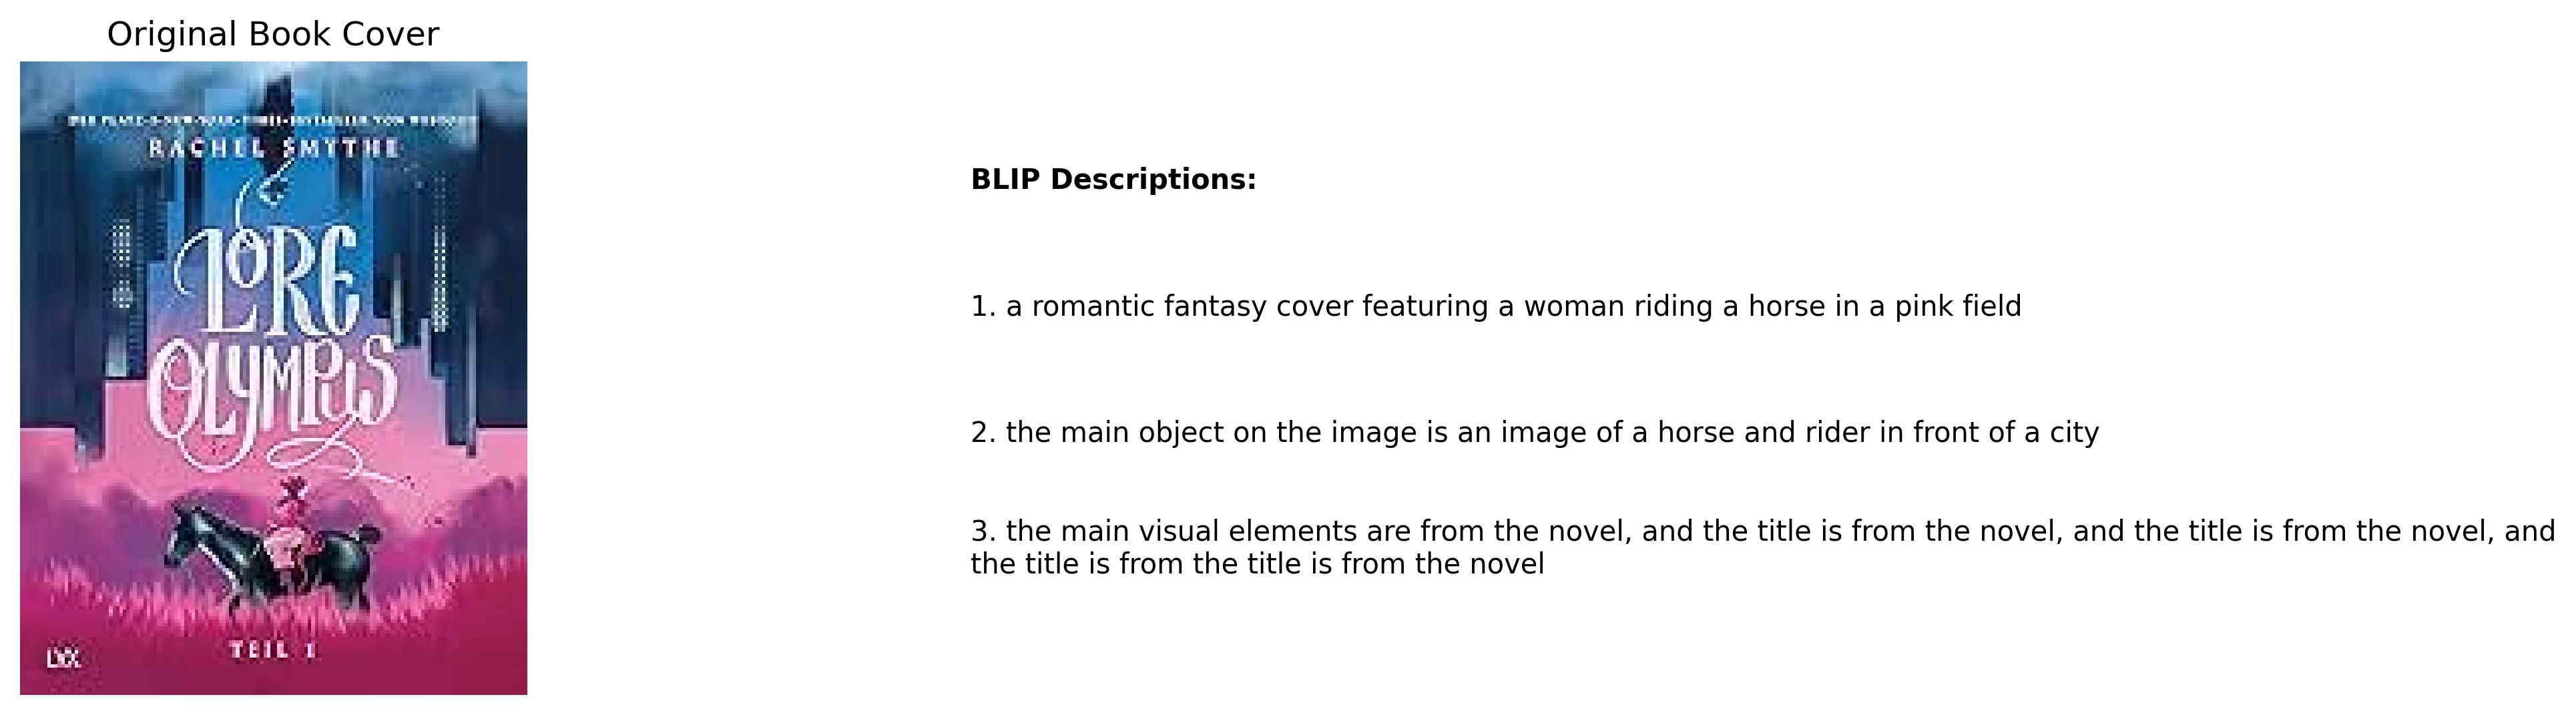 Original Book Cover
RACHEL SMYTHE
LORE
OLYMPUS
TEIL I
LYX
BLIP Descriptions:
1. a romantic fantasy cover featuring a woman riding a horse in a pink field
2. the main object on the image is an image of a horse and rider in front of a city
3. the main visual elements are from the novel, and the title is from the novel, and the title is from the novel, and
the title is from the title is from the novel